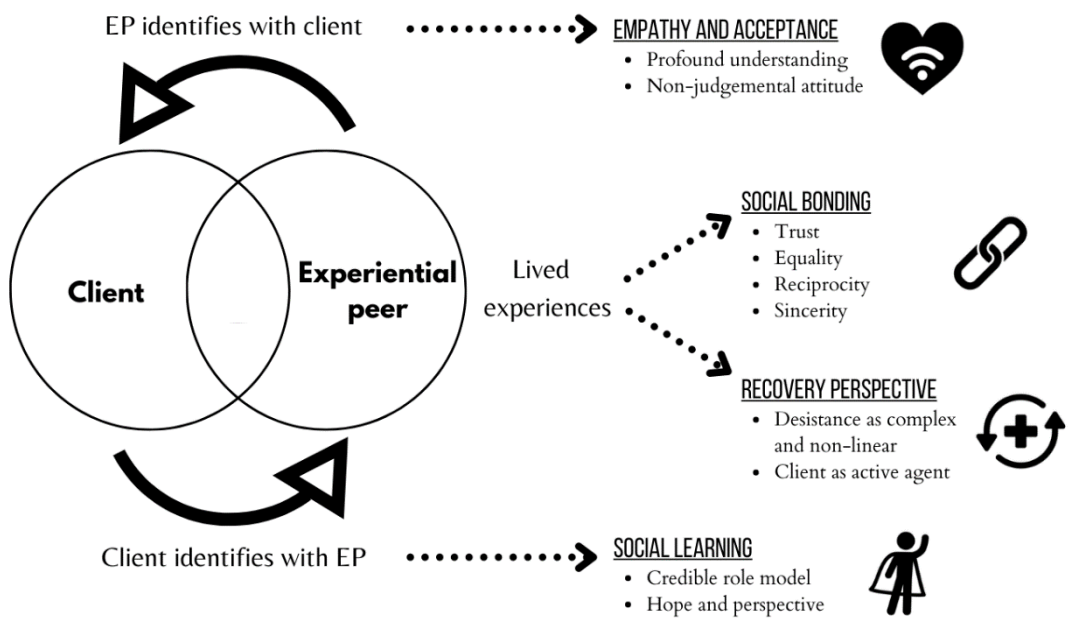 EP identifies with client
EMPATHY AND ACCEPTANCE
• Profound understanding
• Non-judgemental attitude
Client
Experiential
peer
Lived
experiences
SOCIAL BONDING
• Trust
• Equality
• Reciprocity
• Sincerity
RECOVERY PERSPECTIVE
• Desistance as complex
and non-linear
• Client as active agent
Client identifies with EP
SOCIAL LEARNING
• Credible role model
• Hope and perspective